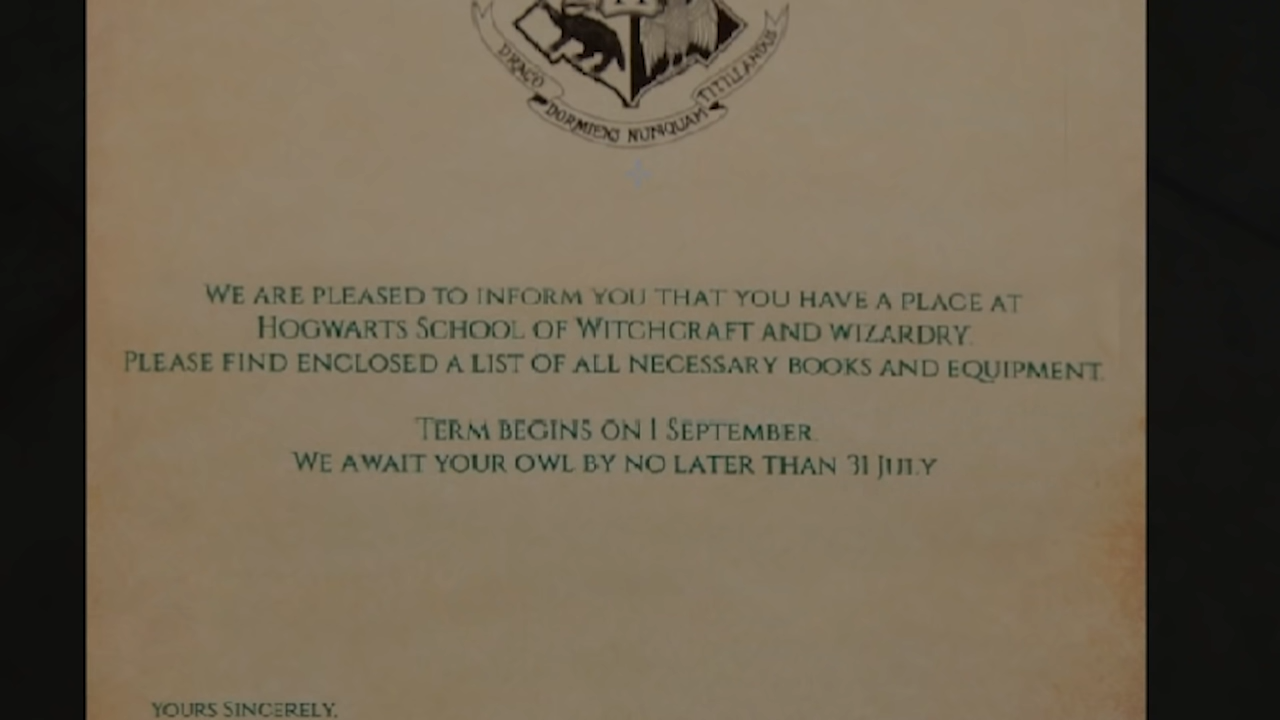 DRACO DORMIENS NUNQUAM TITILLANDUS
WE ARE PLEASED TO INFORM YOU THAT YOU HAVE A PLACE AT
HOGWARTS SCHOOL OF WITCHCRAFT AND WIZARDRY.
PLEASE FIND ENCLOSED A LIST OF ALL NECESSARY BOOKS AND EQUIPMENT.
TERM BEGINS ON 1 SEPTEMBER.
WE AWAIT YOUR OWL BY NO LATER THAN 31 JULY
YOURS SINCERELY,